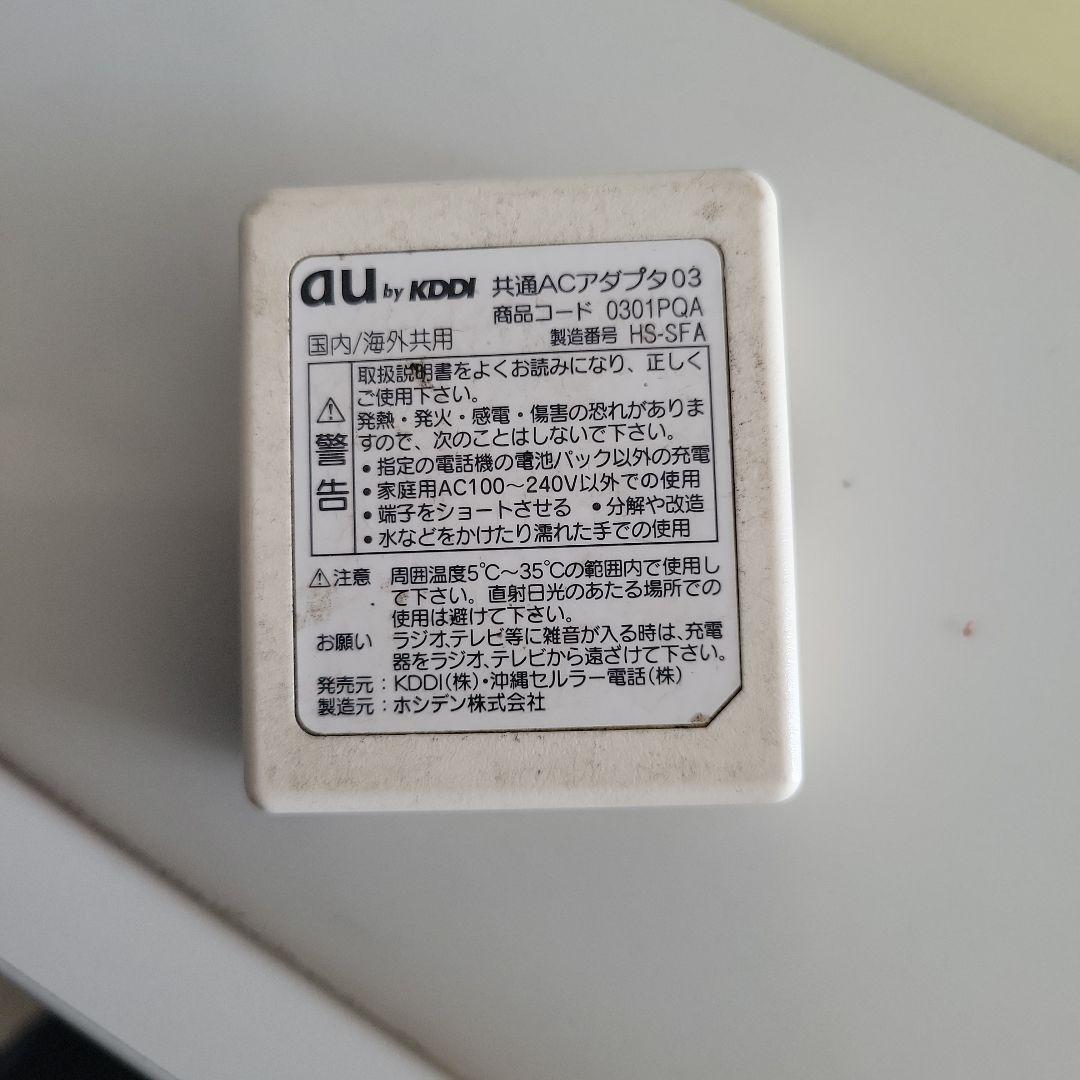 au by KDDI 共通ACアダプタ03
商品コード 0301PQA
国内/海外共用 製造番号 HS-SFA
⚠警告
取扱説明書をよくお読みになり、正しく
ご使用下さい。
発熱・発火・感電・傷害の恐れがありま
すので、次のことはしないで下さい。
•指定の電話機の電池パック以外の充電
•家庭用AC100～240V以外での使用
•端子をショートさせる •分解や改造
•水などをかけたり濡れた手での使用
⚠注意 周囲温度5℃～35℃の範囲内で使用し
て下さい。直射日光のあたる場所での
使用は避けて下さい。
お願い ラジオ、テレビ等に雑音が入る時は、充電
器をラジオ、テレビから遠ざけて下さい。
発売元：KDDI(株)・沖縄セルラー電話(株)
製造元：ホシデン株式会社